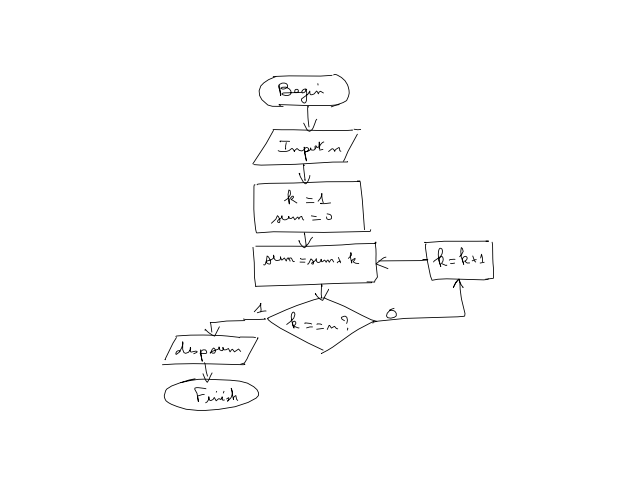 Begin
Input n
k = 1
sum = 0
sum = sum + k
k = k + 1
k == n?
1
0
disp sum
Finish